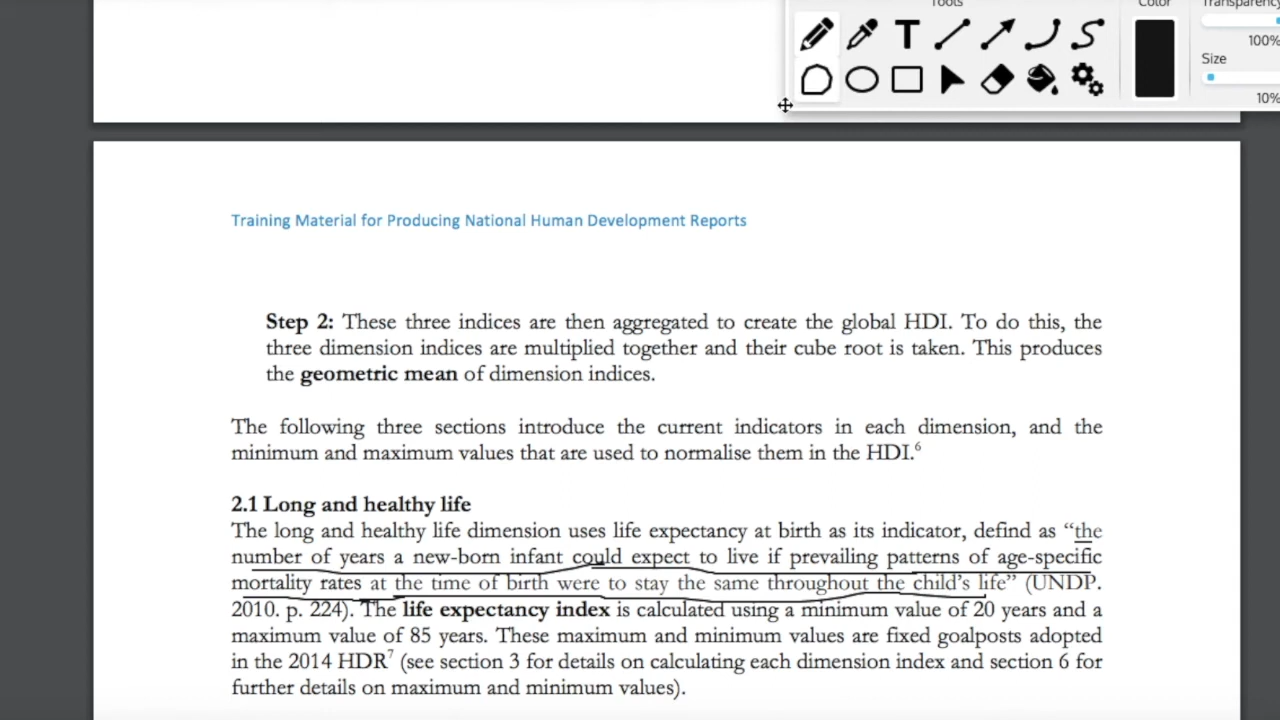 Tools
Color
Transparency
100%
Size
10%
Training Material for Producing National Human Development Reports
Step 2: These three indices are then aggregated to create the global HDI. To do this, the
three dimension indices are multiplied together and their cube root is taken. This produces
the geometric mean of dimension indices.
The following three sections introduce the current indicators in each dimension, and the
minimum and maximum values that are used to normalise them in the HDI.6
2.1 Long and healthy life
The long and healthy life dimension uses life expectancy at birth as its indicator, defind as “the
number of years a new-born infant could expect to live if prevailing patterns of age-specific
mortality rates at the time of birth were to stay the same throughout the child’s life” (UNDP.
2010. p. 224). The life expectancy index is calculated using a minimum value of 20 years and a
maximum value of 85 years. These maximum and minimum values are fixed goalposts adopted
in the 2014 HDR7 (see section 3 for details on calculating each dimension index and section 6 for
further details on maximum and minimum values).